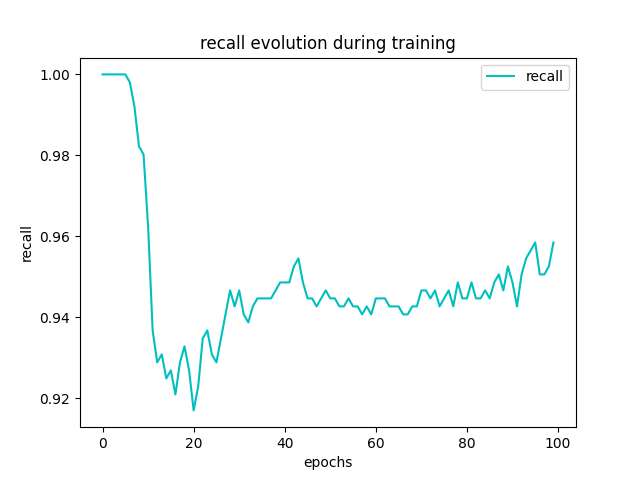 recall evolution during training
recall
1.00
0.98
0.96
0.94
0.92
recall
0 20 40 60 80 100
epochs